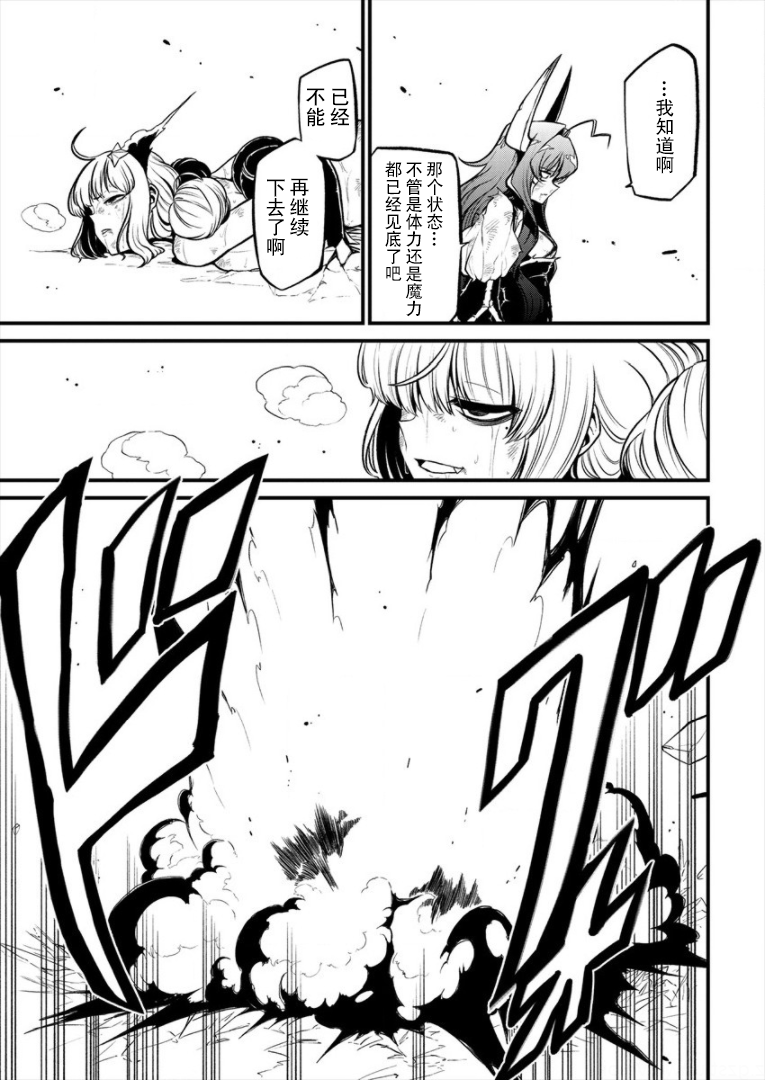 …我知道啊
那个状态…
不管是体力还是魔力
都已经见底了吧
已经
不能
再继续
下去了啊
ドゴォ